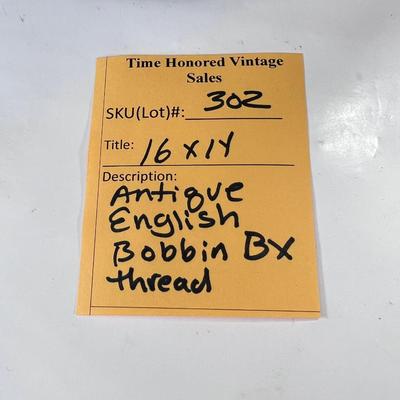 Time Honored Vintage
Sales
SKU(Lot)#: 302
Title: 16 x 14
Description:
Antique
English
Bobbin Bx
thread